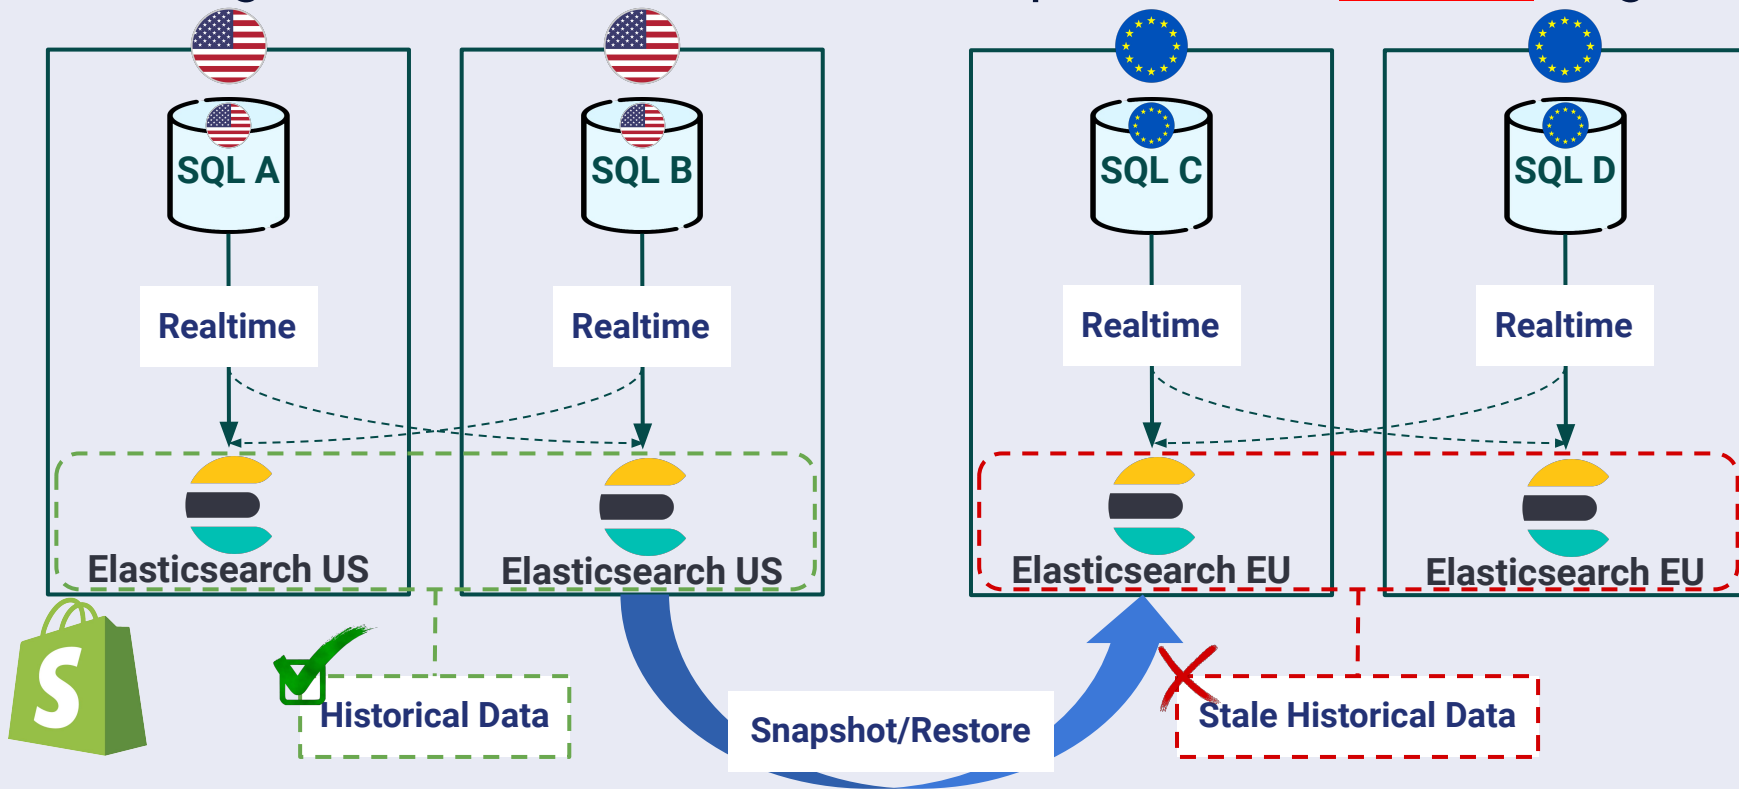 SQL A
SQL B
SQL C
SQL D
Realtime
Realtime
Realtime
Realtime
Elasticsearch US
Elasticsearch US
Elasticsearch EU
Elasticsearch EU
S
Historical Data
Snapshot/Restore
Stale Historical Data